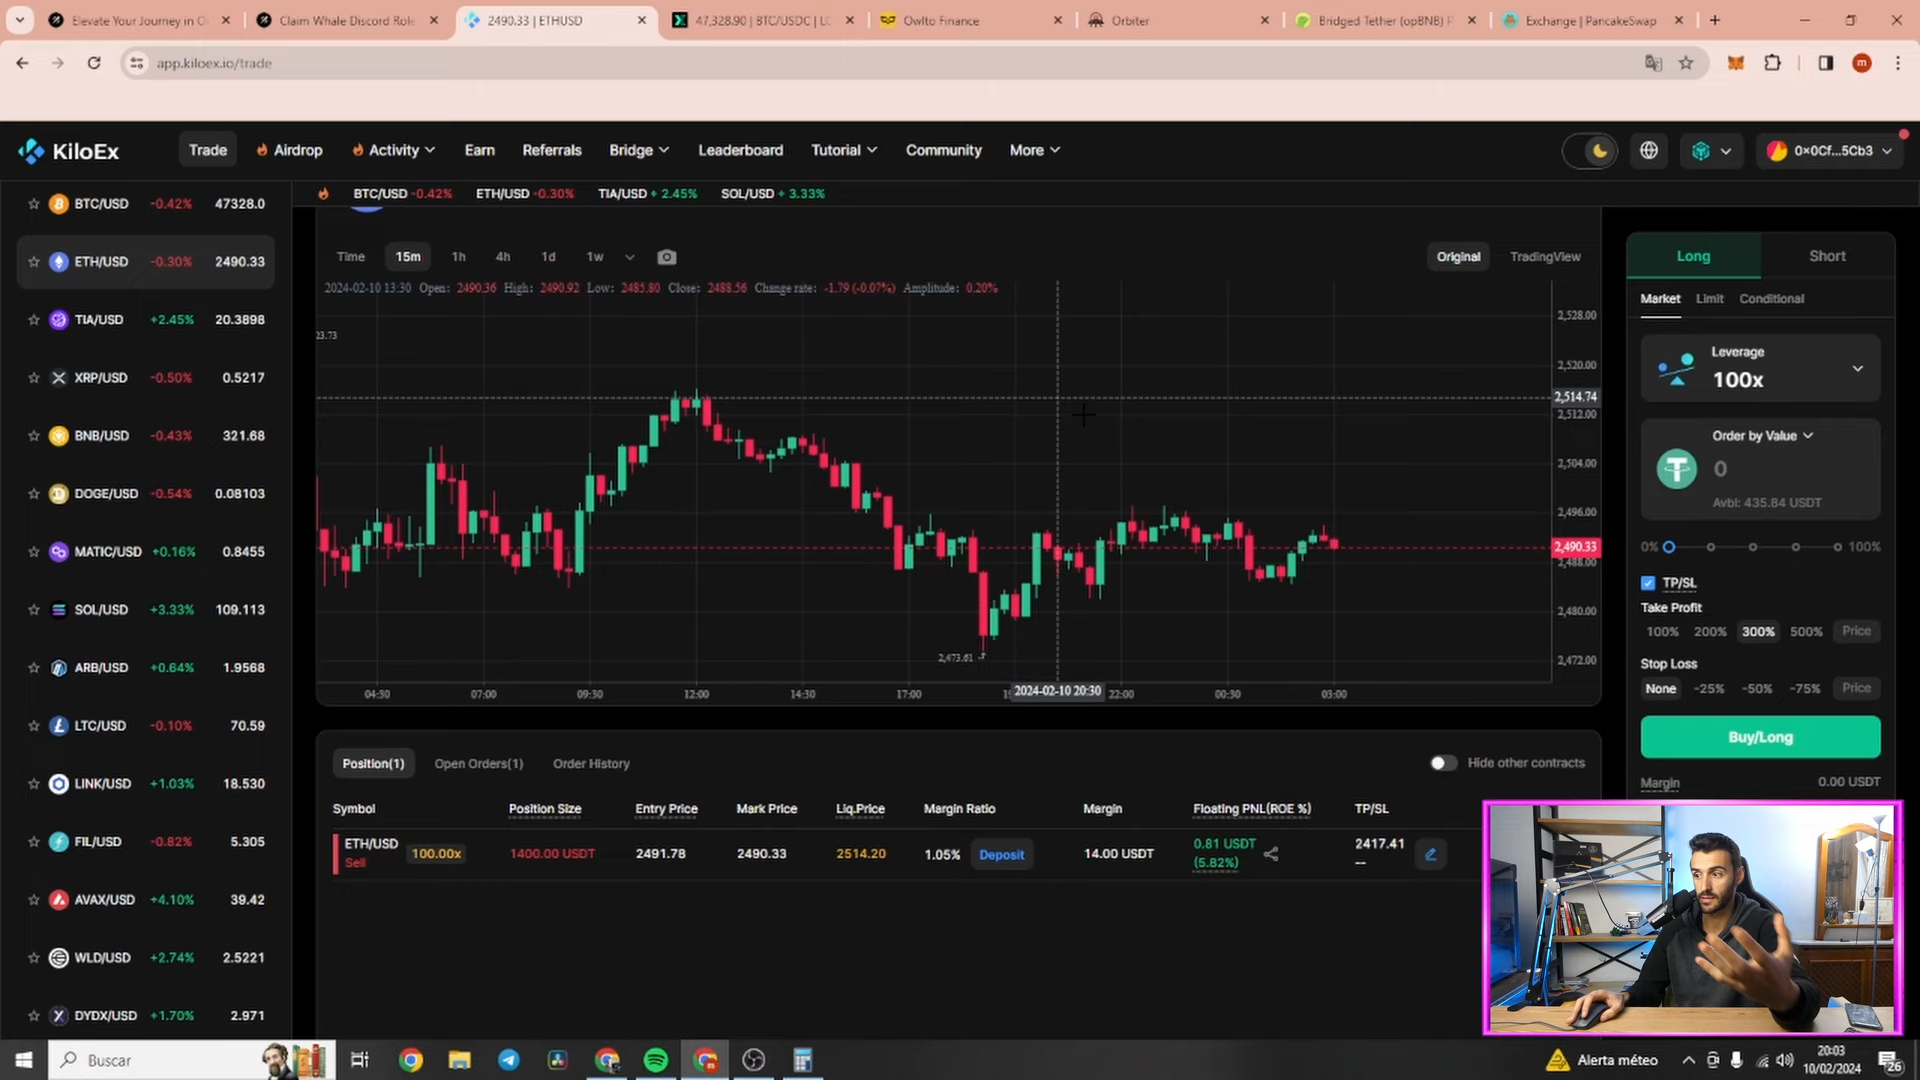 Elevate Your Journey in O
Claim Whale Discord Role
2490.33 | ETHUSD
47,328.90 | BTC/USDC | LO
Owlto Finance
Orbiter
Bridged Tether (opBNB) P
Exchange | PancakeSwap
app.kiloex.io/trade
m
KiloEx
Trade
Airdrop
Activity
Earn
Referrals
Bridge
Leaderboard
Tutorial
Community
More
0x0Cf...5Cb3
BTC/USD -0.42% ETH/USD -0.30% TIA/USD + 2.45% SOL/USD + 3.33%
BTC/USD -0.42% 47328.0
ETH/USD -0.30% 2490.33
TIA/USD +2.45% 20.3898
XRP/USD -0.50% 0.5217
BNB/USD -0.43% 321.68
DOGE/USD -0.54% 0.08103
MATIC/USD +0.16% 0.8455
SOL/USD +3.33% 109.113
ARB/USD +0.64% 1.9568
LTC/USD -0.10% 70.59
LINK/USD +1.03% 18.530
FIL/USD -0.82% 5.305
AVAX/USD +4.10% 39.42
WLD/USD +2.74% 2.5221
DYDX/USD +1.70% 2.971
Time 15m 1h 4h 1d 1w
Original TradingView
2024-02-10 13:30 Open: 2490.36 High: 2490.92 Low: 2485.80 Close: 2488.56 Change rate: -1.79 (-0.07%) Amplitude: 0.20%
23.73
2,528.00
2,520.00
2,514.74
2,512.00
2,504.00
2,496.00
2,490.33
2,488.00
2,480.00
2,473.61
2,472.00
04:30 07:00 09:30 12:00 14:30 17:00 2024-02-10 20:30 22:00 00:30 03:00
Long Short
Market Limit Conditional
Leverage
100x
Order by Value
0
Avbl: 435.84 USDT
0% 100%
TP/SL
Take Profit
100% 200% 300% 500% Price
Stop Loss
None -25% -50% -75% Price
Buy/Long
Margin 0.00 USDT
Position(1) Open Orders(1) Order History
Hide other contracts
Symbol Position Size Entry Price Mark Price Liq.Price Margin Ratio Margin Floating PNL(ROE %) TP/SL
ETH/USD
Sell
100.00x 1400.00 USDT 2491.78 2490.33 2514.20 1.05% Deposit 14.00 USDT
0.81 USDT
(5.82%)
2417.41
--
Buscar
Alerta méteo
20:03
10/02/2024
26